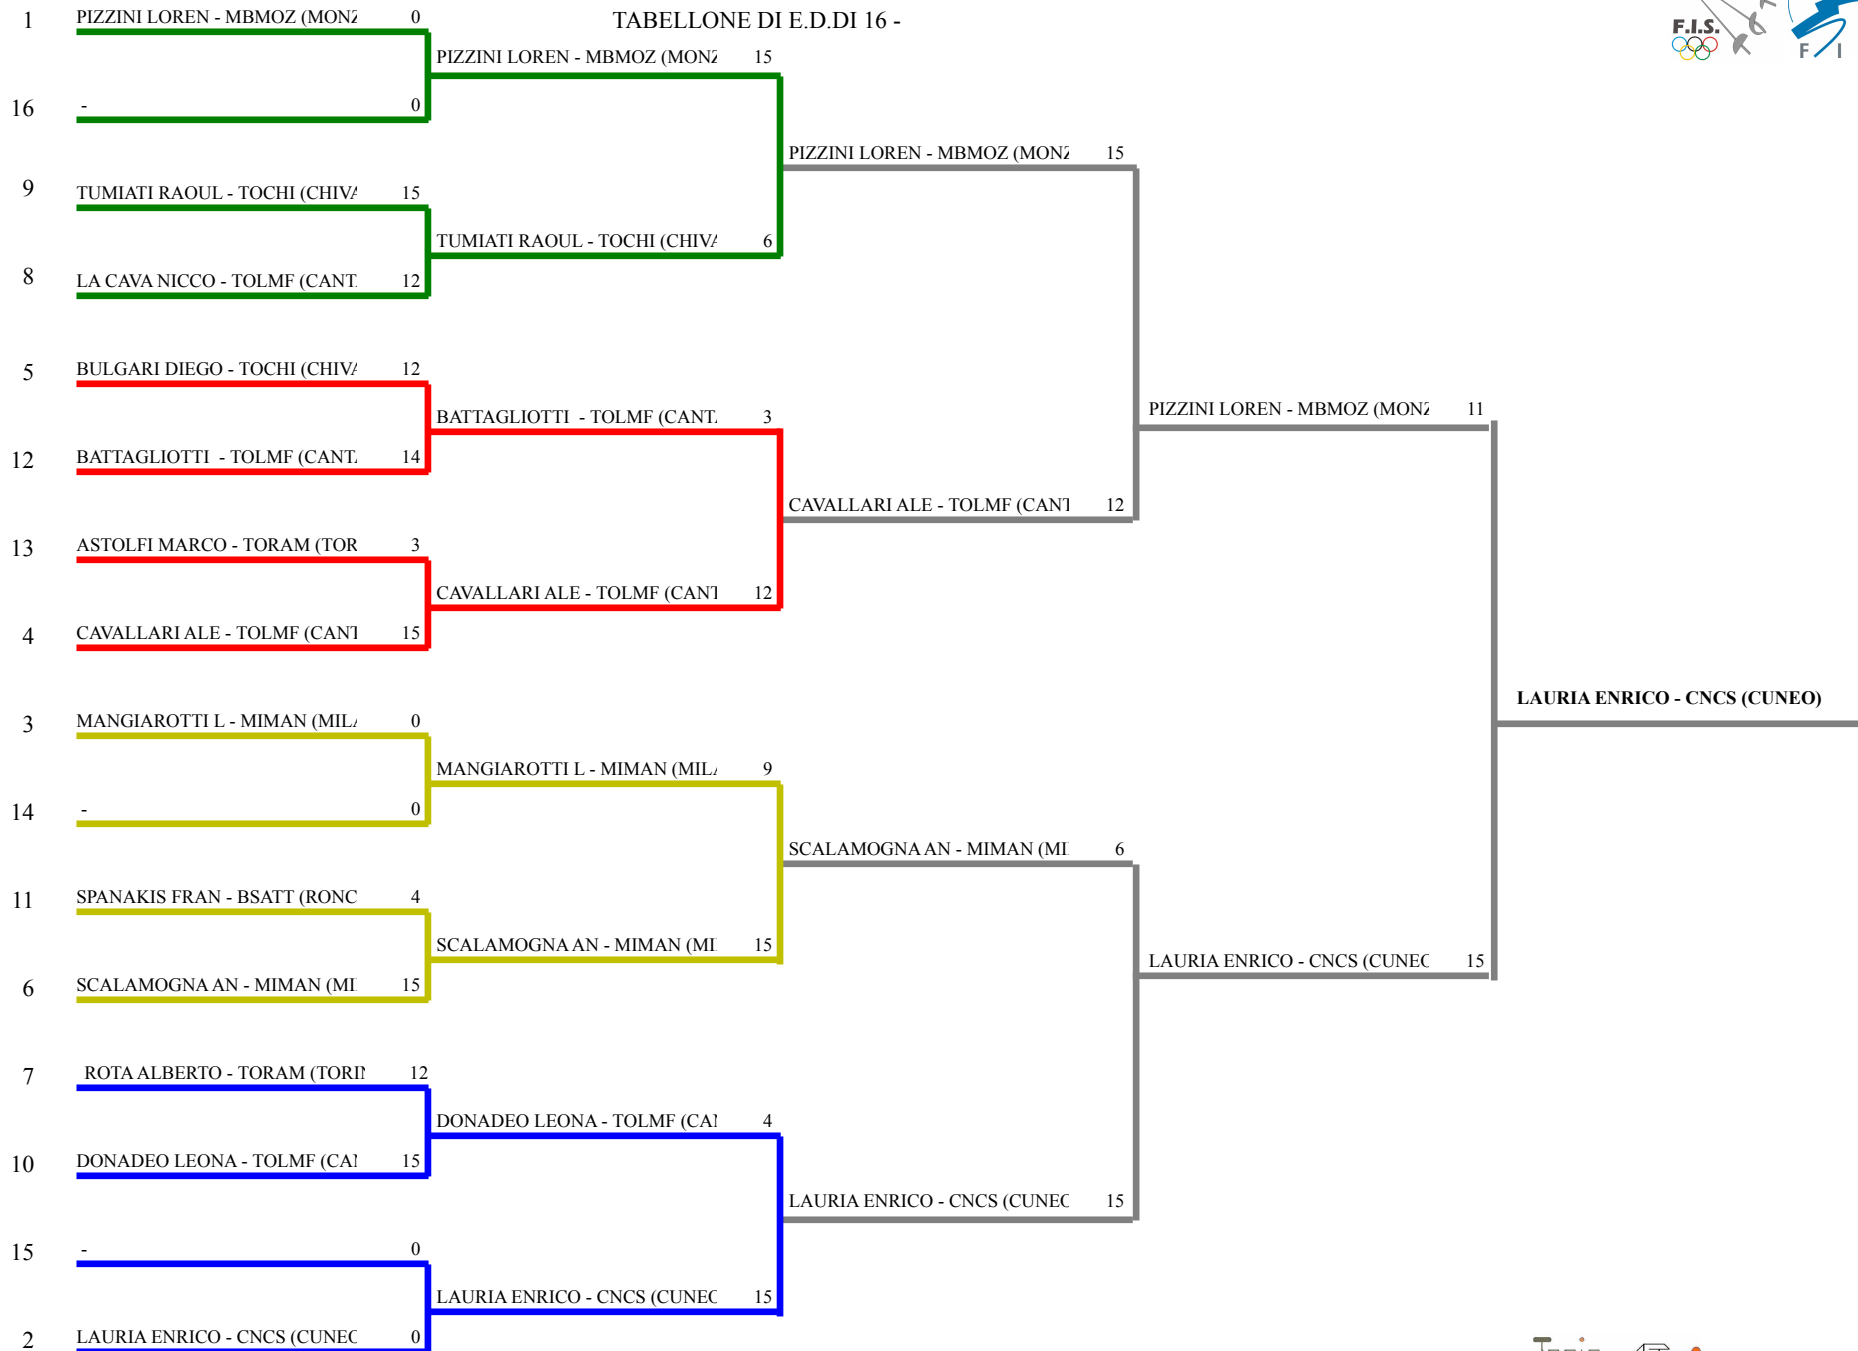 TABELLONE DI E.D.DI 16 -
F.I.S.
F I
1 PIZZINI LOREN - MBMOZ (MONZ 0
PIZZINI LOREN - MBMOZ (MONZ 15
16 - 0
PIZZINI LOREN - MBMOZ (MONZ 15
9 TUMIATI RAOUL - TOCHI (CHIVA 15
TUMIATI RAOUL - TOCHI (CHIVA 6
8 LA CAVA NICCO - TOLMF (CANT. 12
5 BULGARI DIEGO - TOCHI (CHIVA 12
PIZZINI LOREN - MBMOZ (MONZ 11
BATTAGLIOTTI - TOLMF (CANT. 3
12 BATTAGLIOTTI - TOLMF (CANT. 14
CAVALLARI ALE - TOLMF (CANT 12
13 ASTOLFI MARCO - TORAM (TOR 3
CAVALLARI ALE - TOLMF (CANT 12
4 CAVALLARI ALE - TOLMF (CANT 15
LAURIA ENRICO - CNCS (CUNEO)
3 MANGIAROTTI L - MIMAN (MILA 0
MANGIAROTTI L - MIMAN (MILA 9
14 - 0
SCALAMOGNA AN - MIMAN (MI 6
11 SPANAKIS FRAN - BSATT (RONC 4
SCALAMOGNA AN - MIMAN (MI 15
LAURIA ENRICO - CNCS (CUNEO 15
6 SCALAMOGNA AN - MIMAN (MI 15
7 ROTA ALBERTO - TORAM (TORIN 12
DONADEO LEONA - TOLMF (CAN 4
10 DONADEO LEONA - TOLMF (CAN 15
LAURIA ENRICO - CNCS (CUNEO 15
15 - 0
LAURIA ENRICO - CNCS (CUNEO 15
2 LAURIA ENRICO - CNCS (CUNEO 0